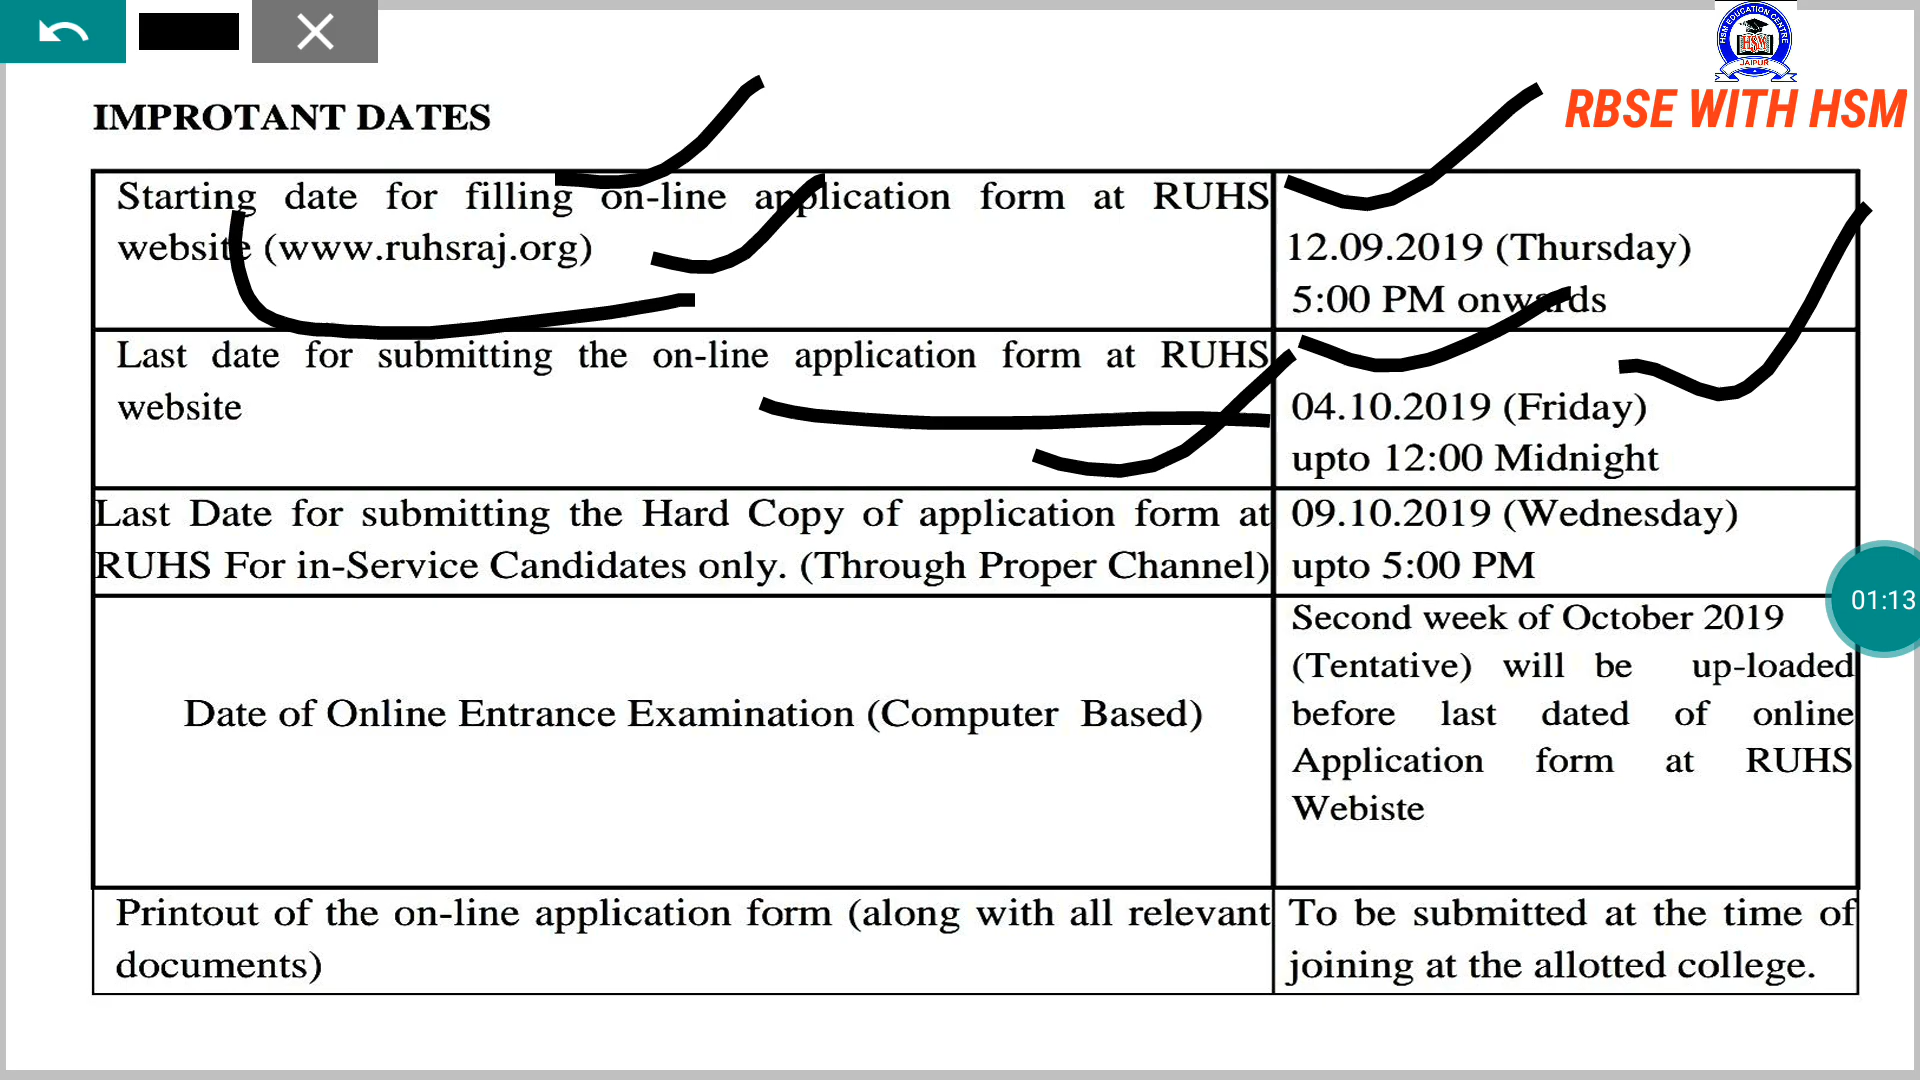 HSM EDUCATION CENTRE
HSM
JAIPUR
RBSE WITH HSM
IMPROTANT DATES
Starting date for filling on-line application form at RUHS
website (www.ruhsraj.org)
12.09.2019 (Thursday)
5:00 PM onwards
Last date for submitting the on-line application form at RUHS
website
04.10.2019 (Friday)
upto 12:00 Midnight
Last Date for submitting the Hard Copy of application form at
RUHS For in-Service Candidates only. (Through Proper Channel)
09.10.2019 (Wednesday)
upto 5:00 PM
Date of Online Entrance Examination (Computer Based)
Second week of October 2019
(Tentative) will be up-loaded
before last dated of online
Application form at RUHS
Webiste
Printout of the on-line application form (along with all relevant
documents)
To be submitted at the time of
joining at the allotted college.
01:13